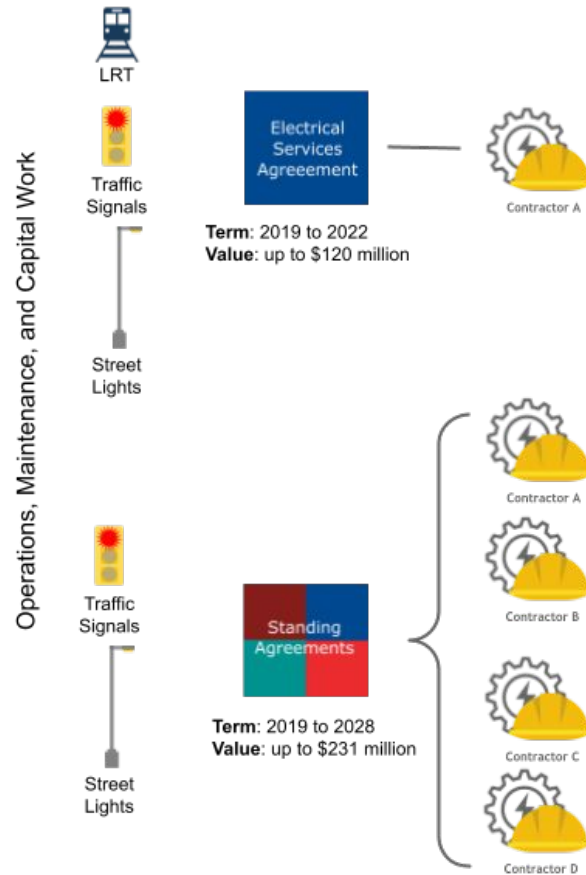 Operations, Maintenance, and Capital Work
LRT
Traffic
Signals
Street
Lights
Electrical
Services
Agreeement
Term: 2019 to 2022
Value: up to $120 million
Contractor A
Traffic
Signals
Street
Lights
Standing
Agreements
Term: 2019 to 2028
Value: up to $231 million
Contractor A
Contractor B
Contractor C
Contractor D